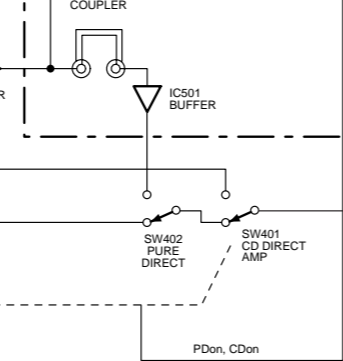 COUPLER
R
IC501
BUFFER
SW402
PURE
DIRECT
SW401
CD DIRECT
AMP
PDon, CDon